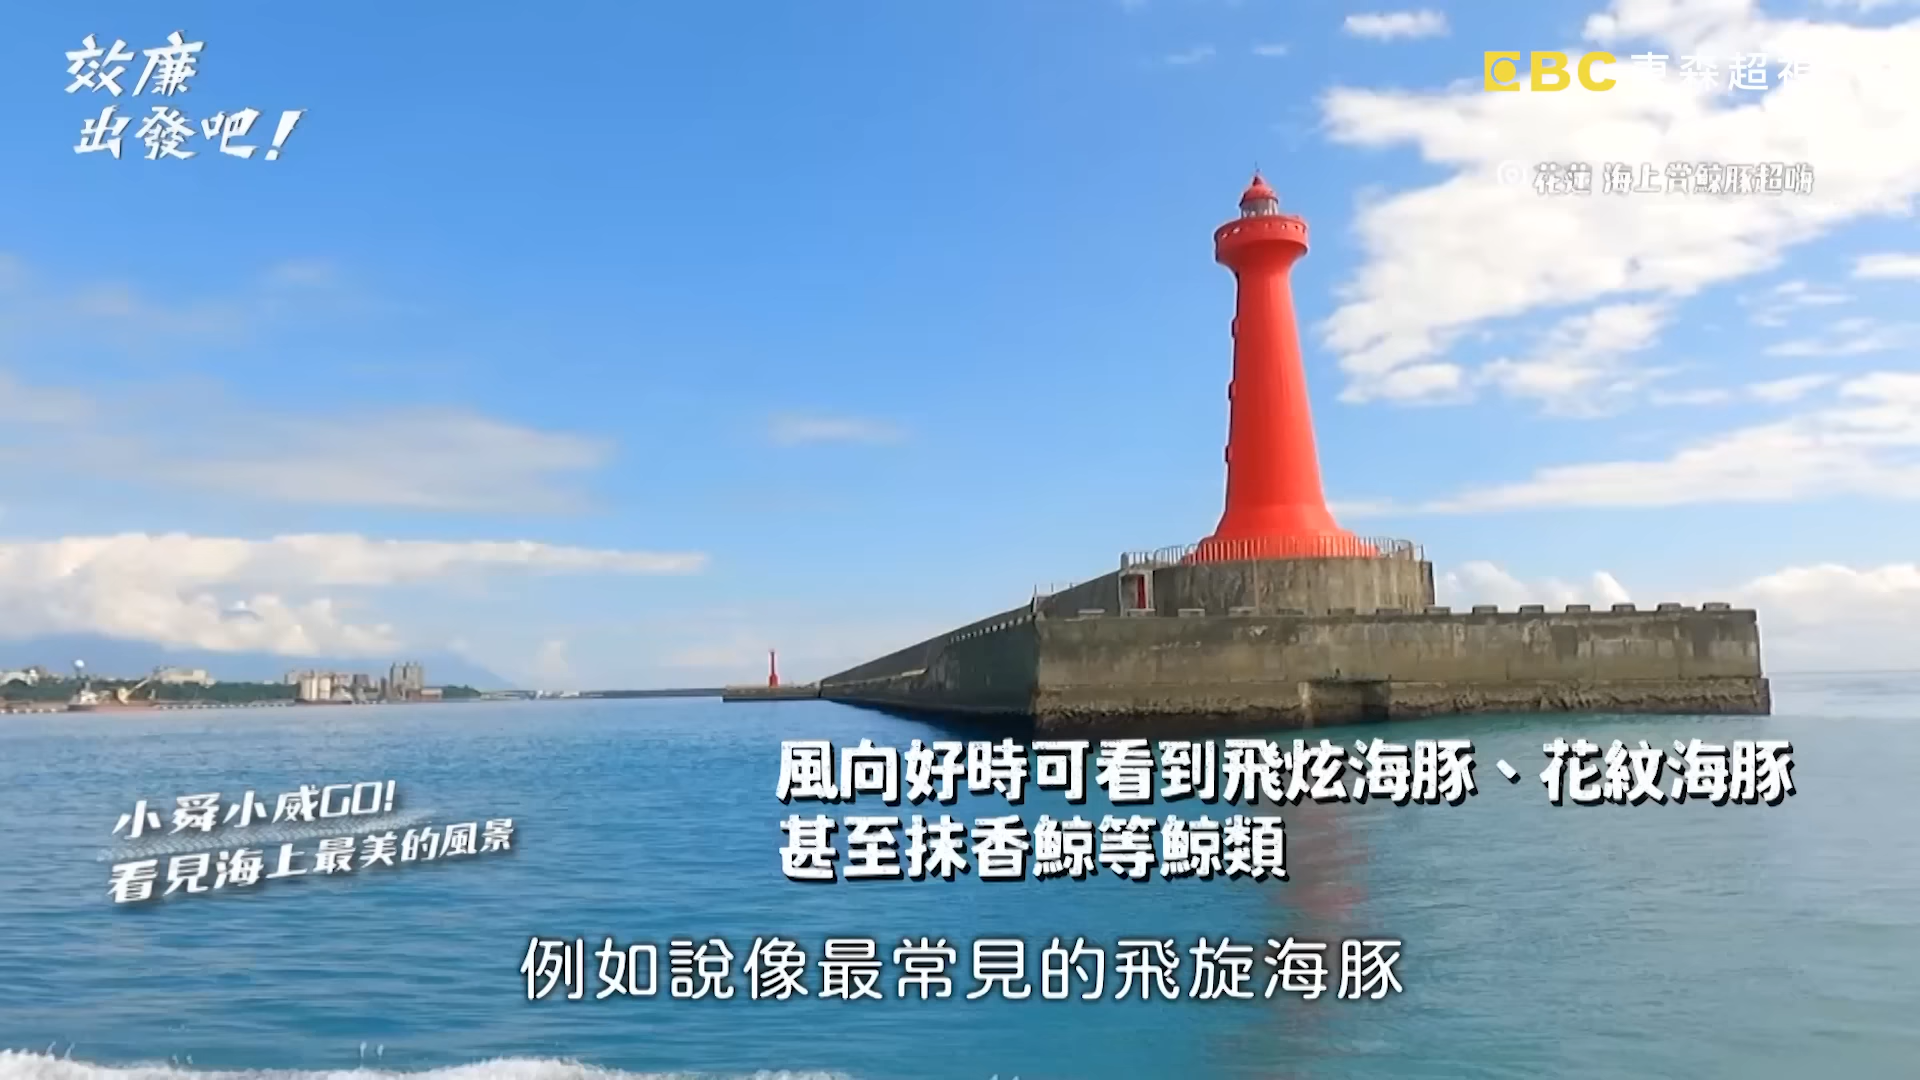 效廉
出發吧!
EBC 東森超視
花蓮 海上賞鯨豚超嗨
風向好時可看到飛炫海豚、花紋海豚
甚至抹香鯨等鯨類
小舜小威GO!
看見海上最美的風景
例如說像最常見的飛旋海豚